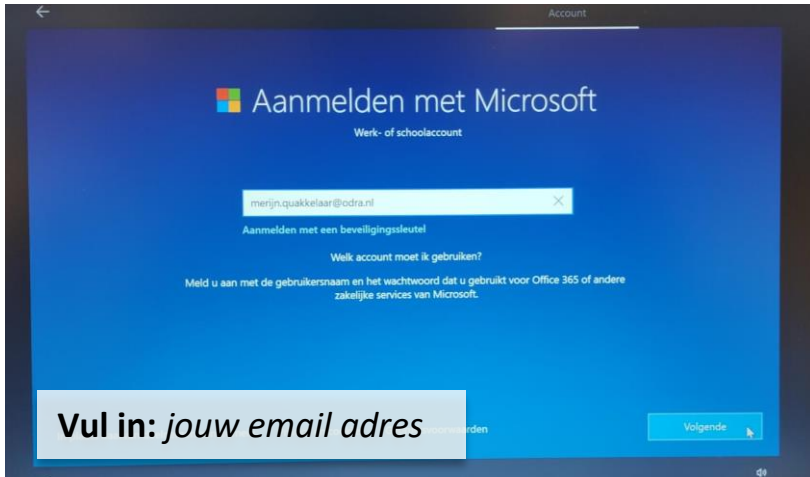 Account
Aanmelden met Microsoft
Werk- of schoolaccount
merijn.quakkelaar@odra.nl
Aanmelden met een beveiligingssleutel
Welk account moet ik gebruiken?
Meld u aan met de gebruikersnaam en het wachtwoord dat u gebruikt voor Office 365 of andere
zakelijke services van Microsoft.
Vul in: jouw email adres
Volgende